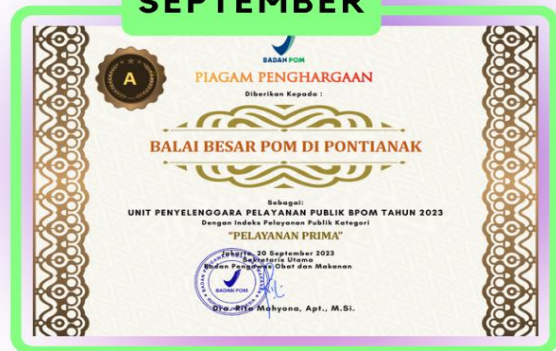 SEPTEMBER
BADAN POM
A
PIAGAM PENGHARGAAN
Diberikan Kepada :
BALAI BESAR POM DI PONTIANAK
Sebagai:
UNIT PENYELENGGARA PELAYANAN PUBLIK BPOM TAHUN 2023
Dengan Indeks Pelayanan Publik Kategori
"PELAYANAN PRIMA"
Jakarta, 20 September 2023
Sekretaris Utama
Badan Pengawas Obat dan Makanan
BADAN POM
Dra. Rita Mahyona, Apt., M.Si.